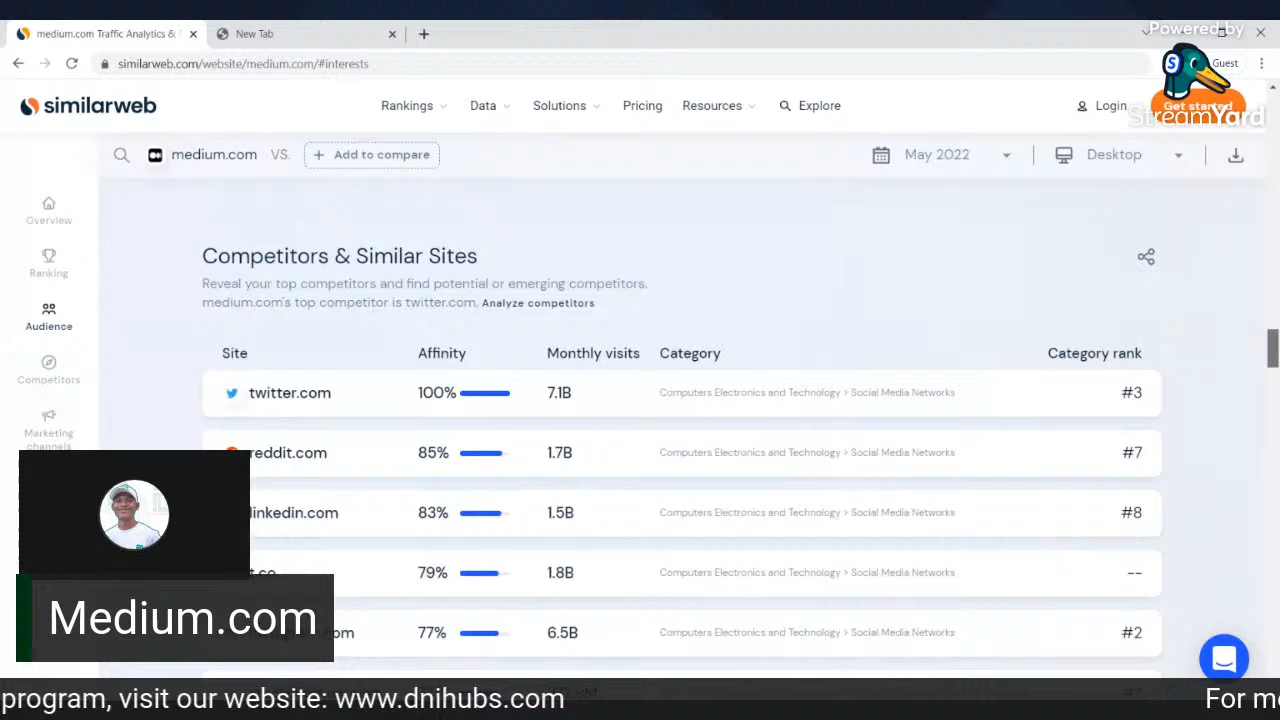 medium.com Traffic Analytics &
New Tab
Powered by
similarweb.com/website/medium.com/#interests
Guest
similarweb
Rankings
Data
Solutions
Pricing
Resources
Explore
Login
Get started
StreamYard
medium.com
VS.
+ Add to compare
May 2022
Desktop
Overview
Ranking
Audience
Competitors
Marketing
channels
Competitors & Similar Sites
Reveal your top competitors and find potential or emerging competitors.
medium.com's top competitor is twitter.com. Analyze competitors
Site Affinity Monthly visits Category Category rank
twitter.com 100% 7.1B Computers Electronics and Technology > Social Media Networks #3
reddit.com 85% 1.7B Computers Electronics and Technology > Social Media Networks #7
linkedin.com 83% 1.5B Computers Electronics and Technology > Social Media Networks #8
t.co 79% 1.8B Computers Electronics and Technology > Social Media Networks --
om 77% 6.5B Computers Electronics and Technology > Social Media Networks #2
Medium.com
program, visit our website: www.dnihubs.com
For mo